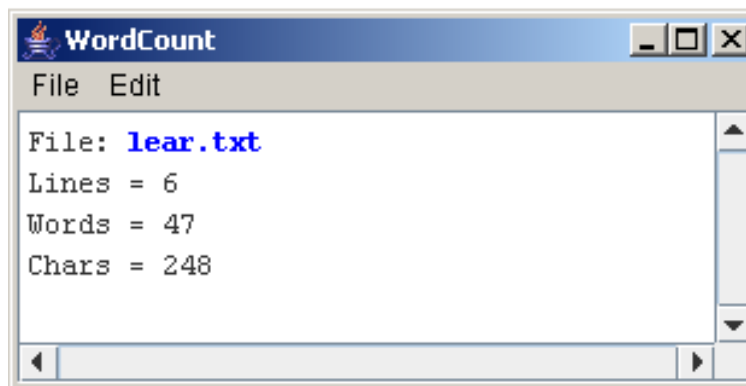 WordCount
File Edit
File: lear.txt
Lines = 6
Words = 47
Chars = 248